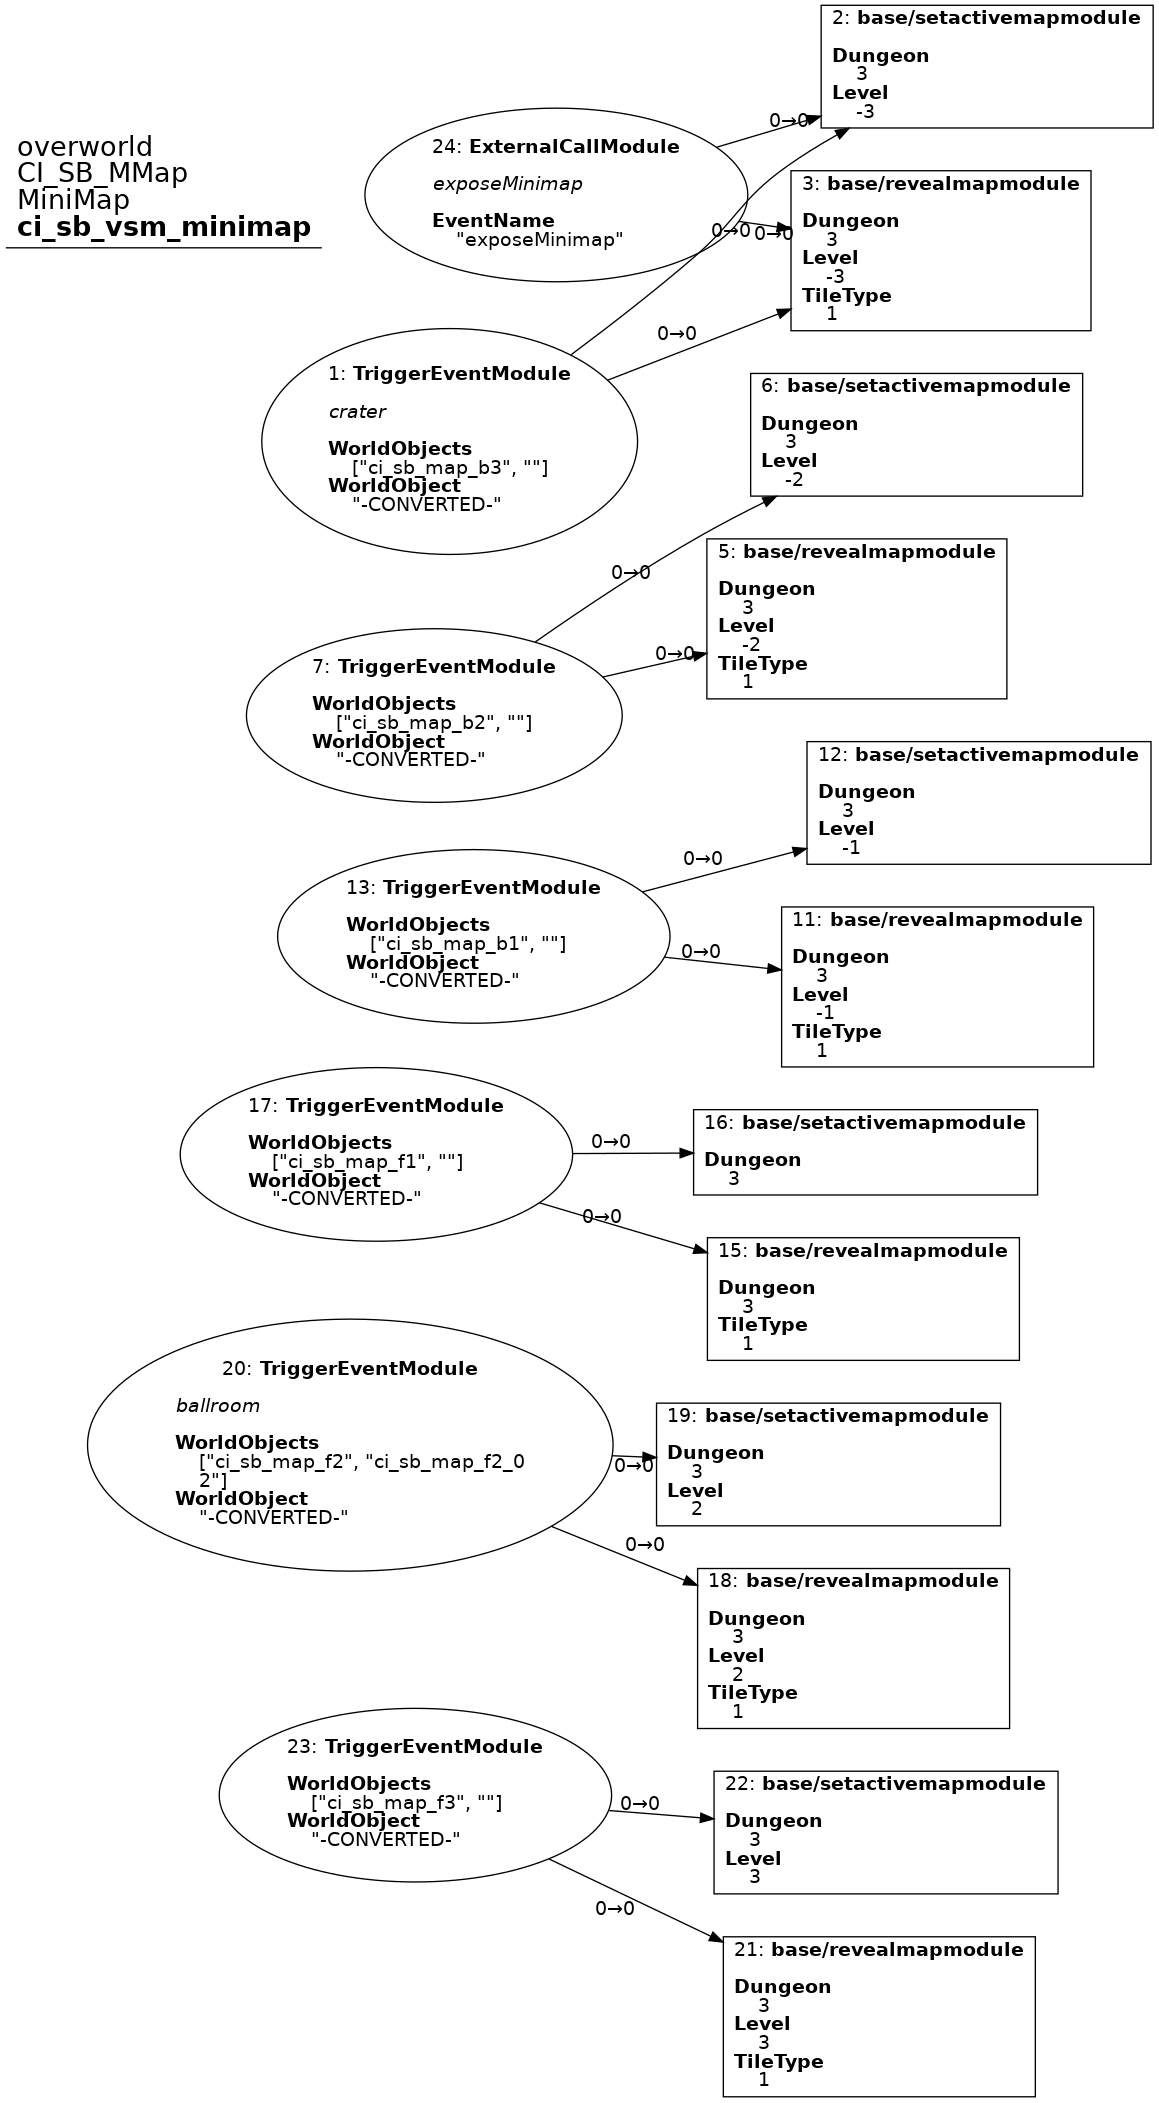 overworld
CI_SB_MMap
MiniMap
ci_sb_vsm_minimap
2: base/setactivemapmodule
Dungeon
3
Level
-3
24: ExternalCallModule
exposeMinimap
EventName
"exposeMinimap"
0→0
0→0
0→0
3: base/revealmapmodule
Dungeon
3
Level
-3
TileType
1
0→0
1: TriggerEventModule
crater
WorldObjects
["ci_sb_map_b3", ""]
WorldObject
"-CONVERTED-"
6: base/setactivemapmodule
Dungeon
3
Level
-2
0→0
5: base/revealmapmodule
Dungeon
3
Level
-2
TileType
1
0→0
7: TriggerEventModule
WorldObjects
["ci_sb_map_b2", ""]
WorldObject
"-CONVERTED-"
12: base/setactivemapmodule
Dungeon
3
Level
-1
0→0
13: TriggerEventModule
WorldObjects
["ci_sb_map_b1", ""]
WorldObject
"-CONVERTED-"
0→0
11: base/revealmapmodule
Dungeon
3
Level
-1
TileType
1
17: TriggerEventModule
WorldObjects
["ci_sb_map_f1", ""]
WorldObject
"-CONVERTED-"
0→0
16: base/setactivemapmodule
Dungeon
3
0→0
15: base/revealmapmodule
Dungeon
3
TileType
1
20: TriggerEventModule
ballroom
WorldObjects
["ci_sb_map_f2", "ci_sb_map_f2_0
2"]
WorldObject
"-CONVERTED-"
0→0
19: base/setactivemapmodule
Dungeon
3
Level
2
0→0
18: base/revealmapmodule
Dungeon
3
Level
2
TileType
1
23: TriggerEventModule
WorldObjects
["ci_sb_map_f3", ""]
WorldObject
"-CONVERTED-"
0→0
22: base/setactivemapmodule
Dungeon
3
Level
3
0→0
21: base/revealmapmodule
Dungeon
3
Level
3
TileType
1